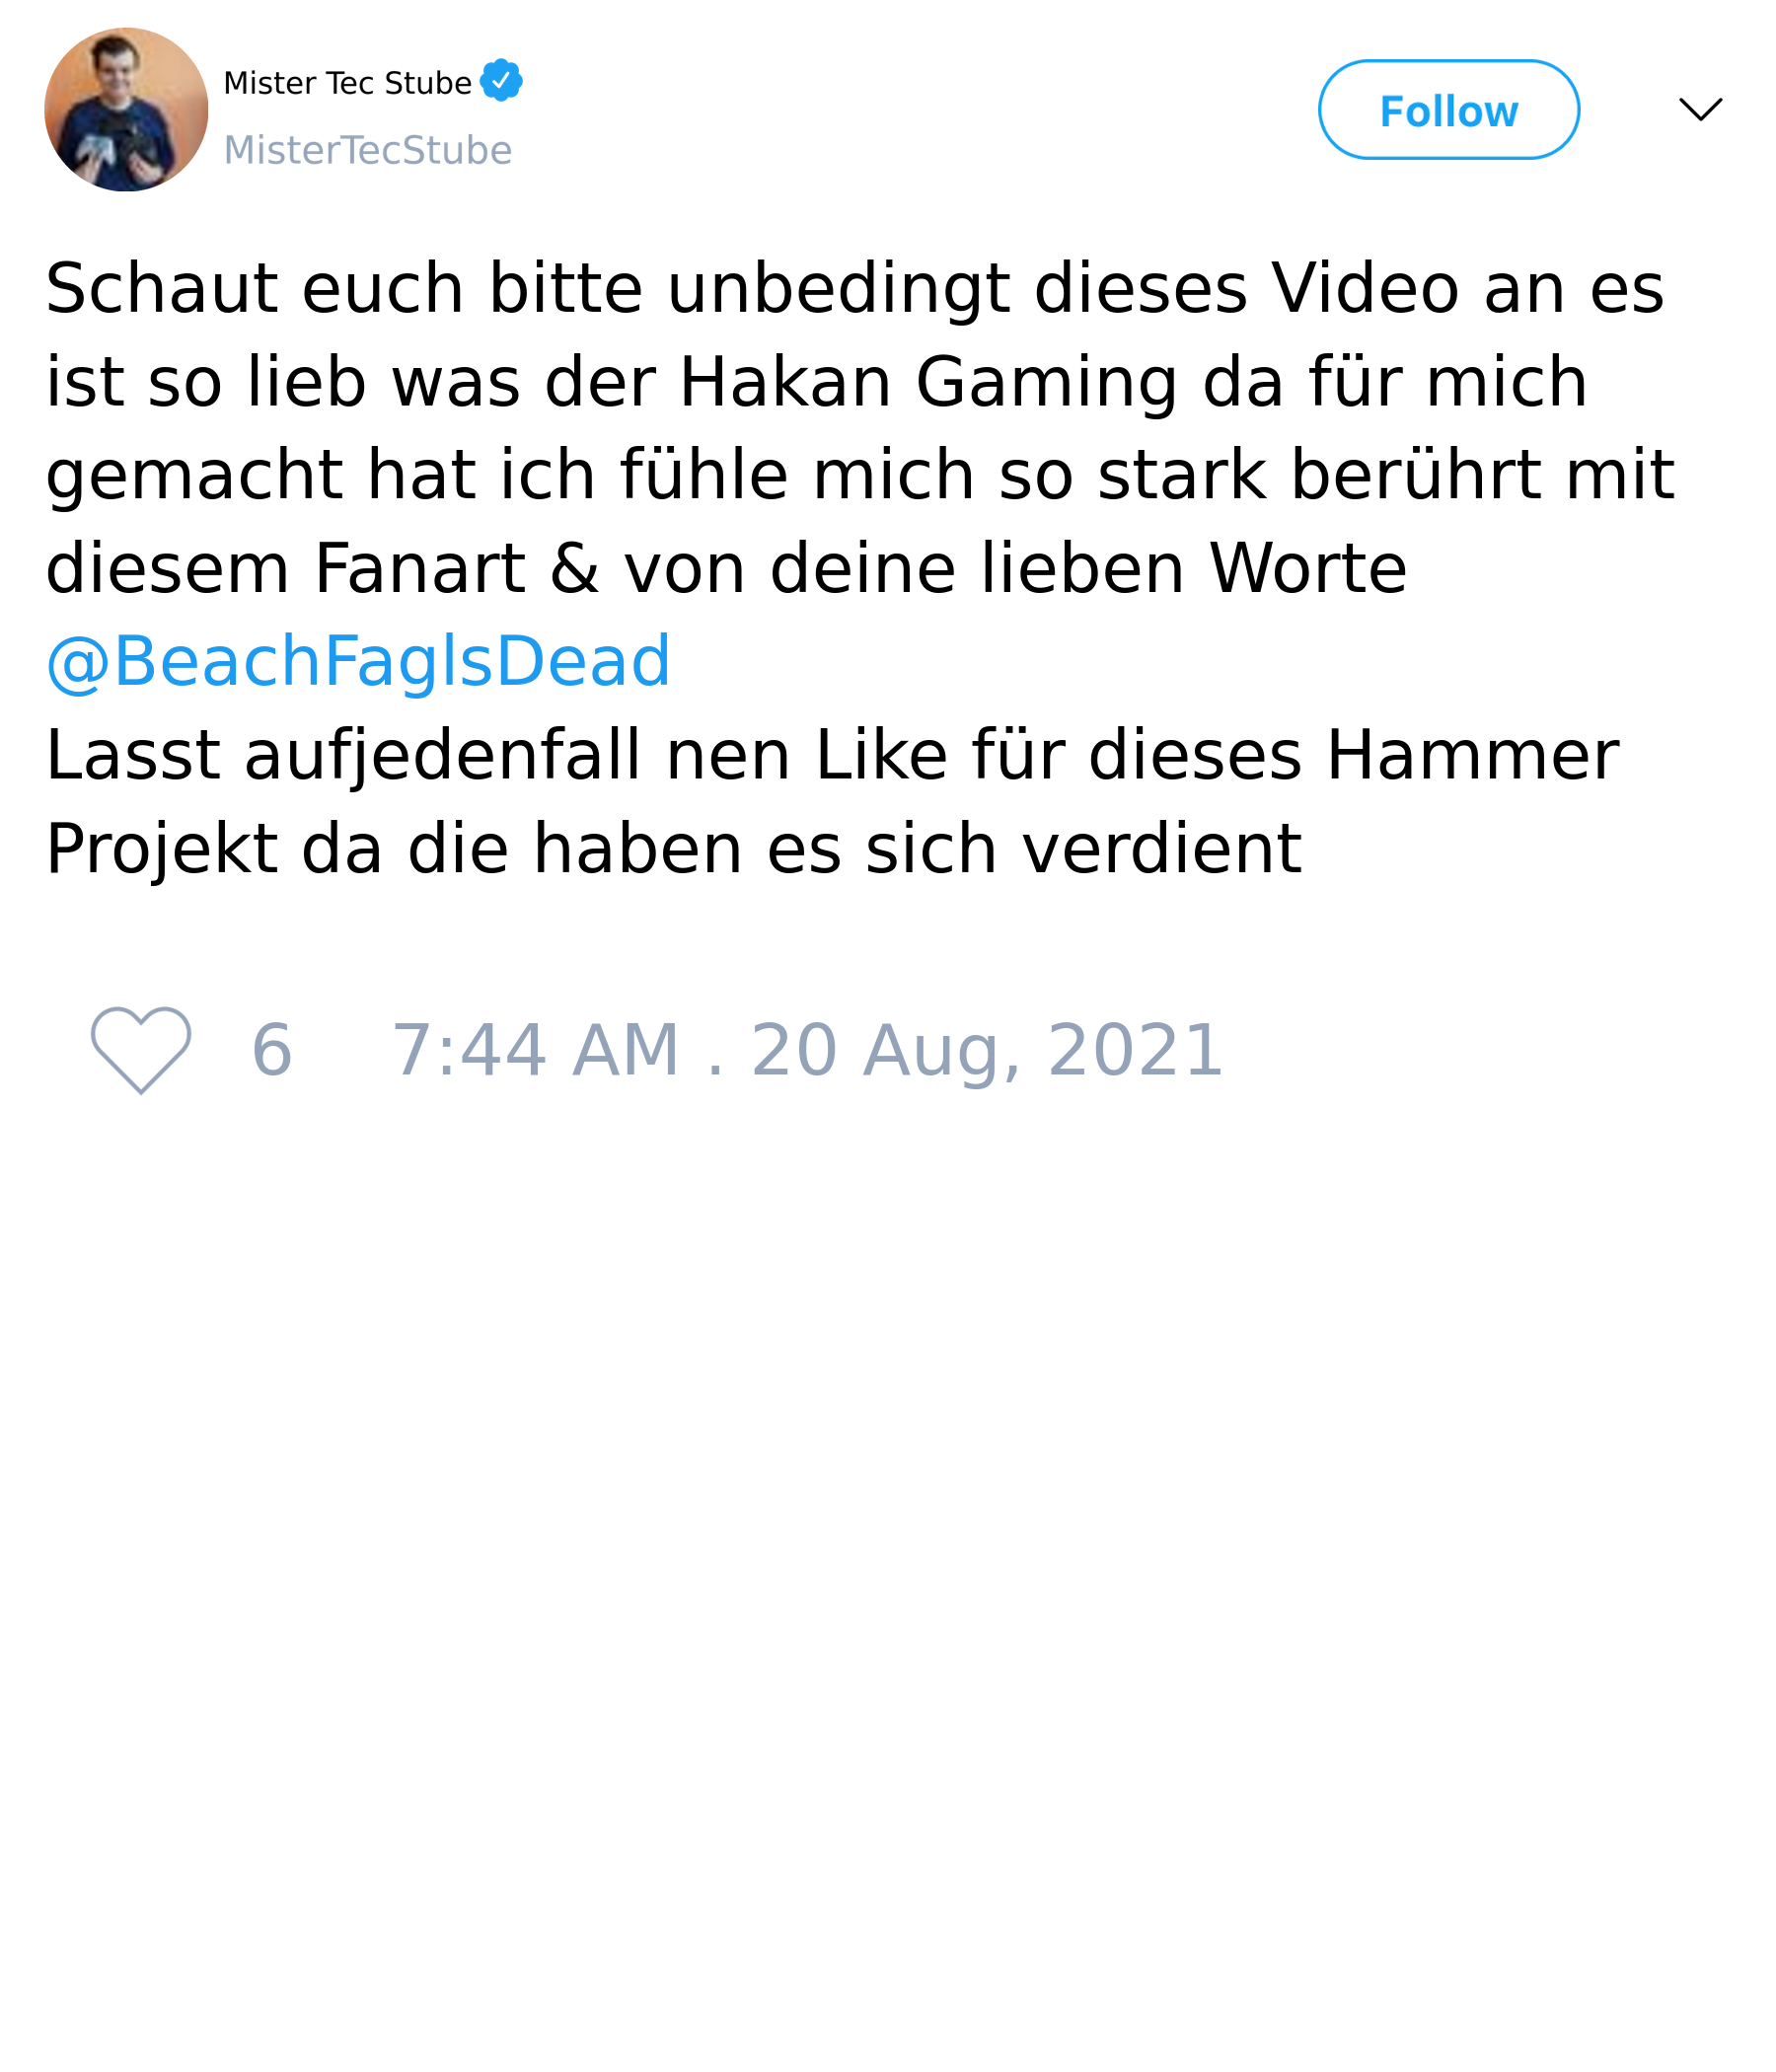 Mister Tec Stube
MisterTecStube
Follow
Schaut euch bitte unbedingt dieses Video an es
ist so lieb was der Hakan Gaming da für mich
gemacht hat ich fühle mich so stark berührt mit
diesem Fanart & von deine lieben Worte
@BeachFaglsDead
Lasst aufjedenfall nen Like für dieses Hammer
Projekt da die haben es sich verdient
6 7:44 AM . 20 Aug, 2021